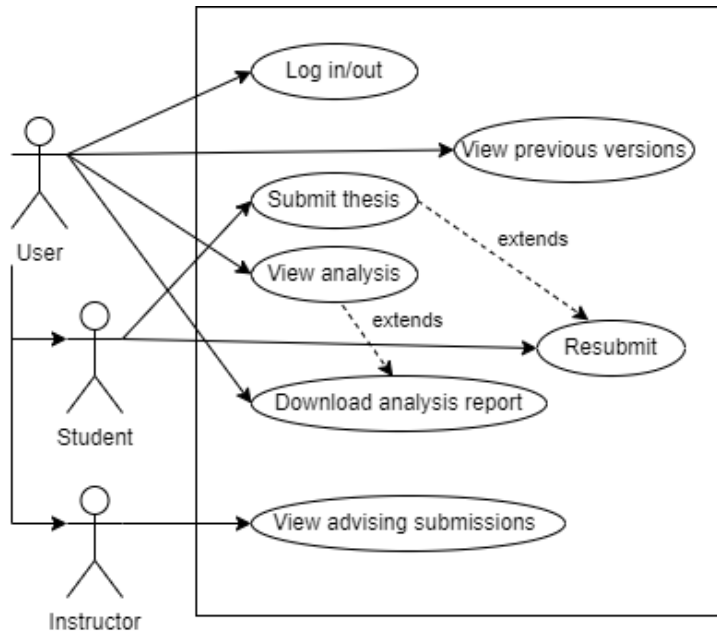 Log in/out
View previous versions
Submit thesis
extends
User
View analysis
extends
Resubmit
Download analysis report
Student
View advising submissions
Instructor